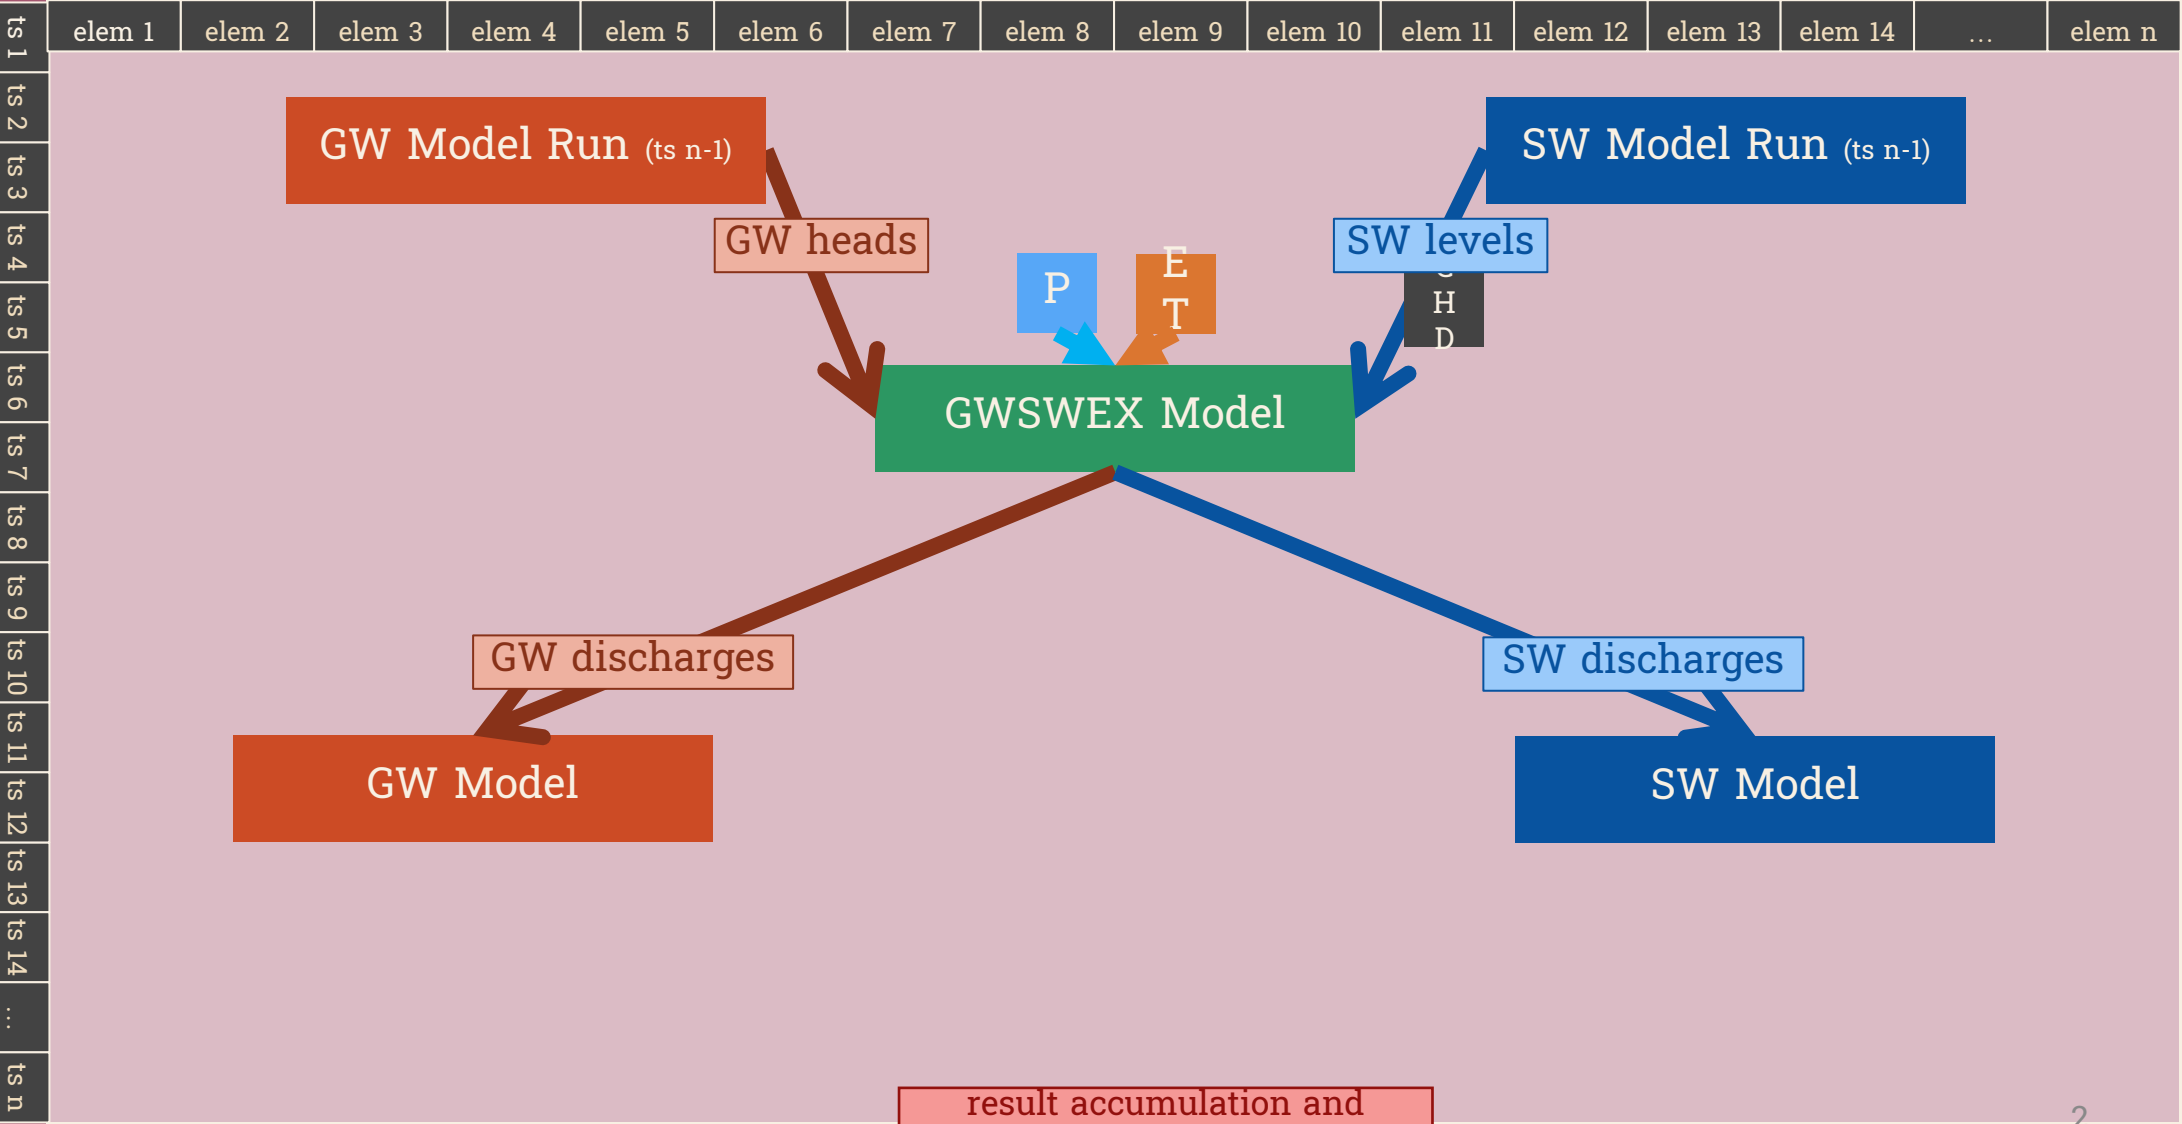 elem 1
elem 2
elem 3
elem 4
elem 5
elem 6
elem 7
elem 8
elem 9
elem 10
elem 11
elem 12
elem 13
elem 14
...
elem n
ts 1
ts 2
ts 3
ts 4
ts 5
ts 6
ts 7
ts 8
ts 9
ts 10
ts 11
ts 12
ts 13
ts 14
...
ts n
GW Model Run (ts n-1)
SW Model Run (ts n-1)
GW heads
SW levels
P
E
T
H
D
GWSWEX Model
GW discharges
SW discharges
GW Model
SW Model
result accumulation and
2